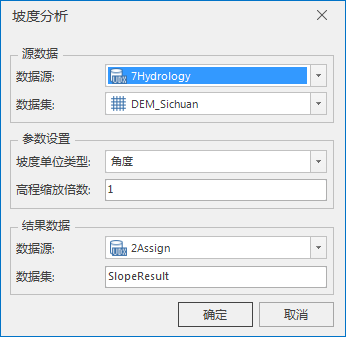 坡度分析
源数据
数据源: 7Hydrology
数据集: DEM_Sichuan
参数设置
坡度单位类型: 角度
高程缩放倍数: 1
结果数据
数据源: 2Assign
数据集: SlopeResult
确定 取消